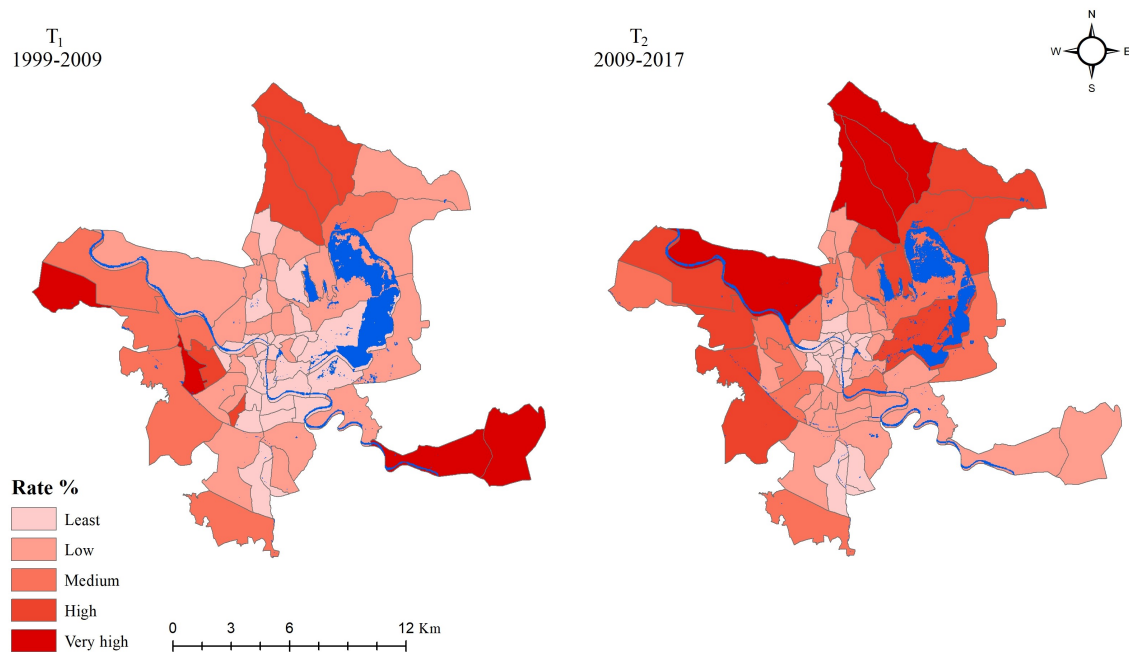 T1
1999-2009
T2
2009-2017
N
W E
S
Rate %
Least
Low
Medium
High
Very high
0 3 6 12 Km